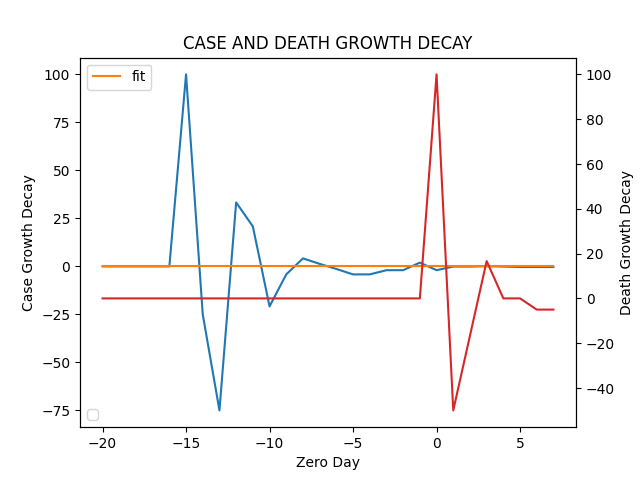 CASE AND DEATH GROWTH DECAY
fit
100
75
50
25
0
−25
−50
−75
Case Growth Decay
100
80
60
40
20
0
−20
−40
Death Growth Decay
−20 −15 −10 −5 0 5
Zero Day